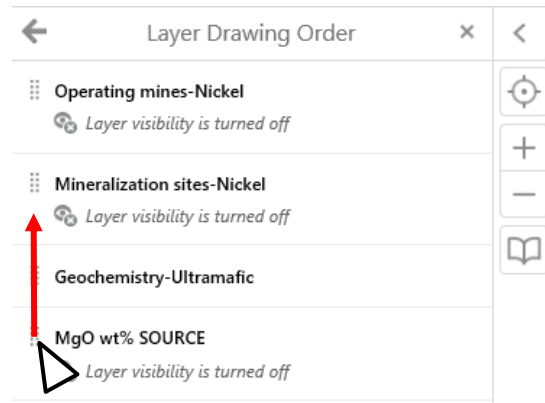 Layer Drawing Order
Operating mines-Nickel
Layer visibility is turned off
Mineralization sites-Nickel
Layer visibility is turned off
Geochemistry-Ultramafic
MgO wt% SOURCE
Layer visibility is turned off